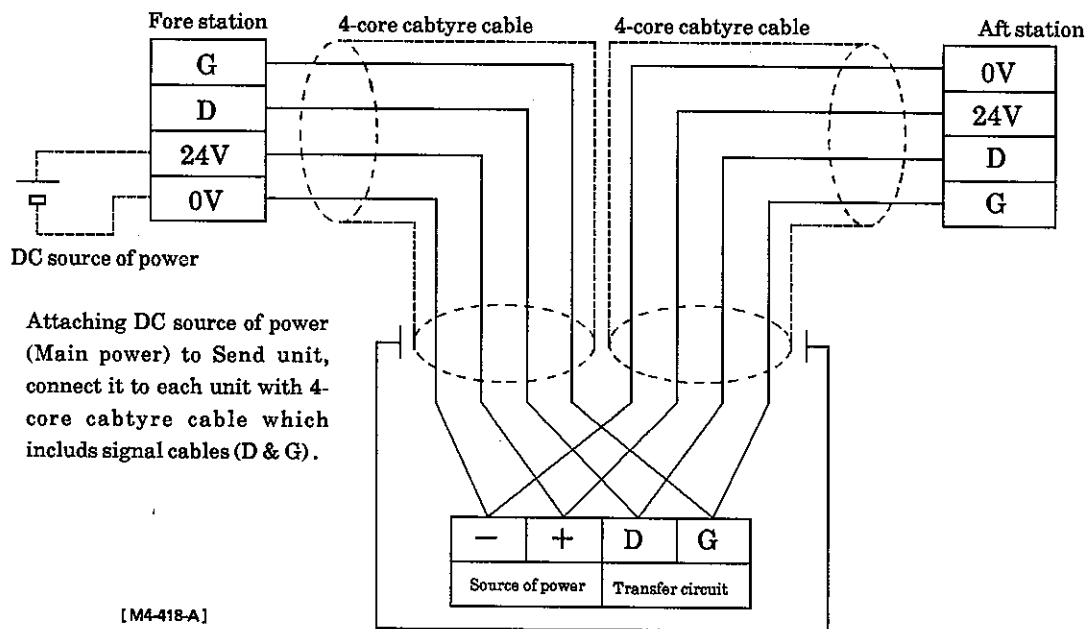 Fore station
4-core cabtyre cable
4-core cabtyre cable
Aft station
G
D
24V
0V
0V
24V
D
G
DC source of power
Attaching DC source of power
(Main power) to Send unit,
connect it to each unit with 4-
core cabtyre cable which
includs signal cables (D & G).
− + D G
Source of power Transfer circuit
[M4-418-A]